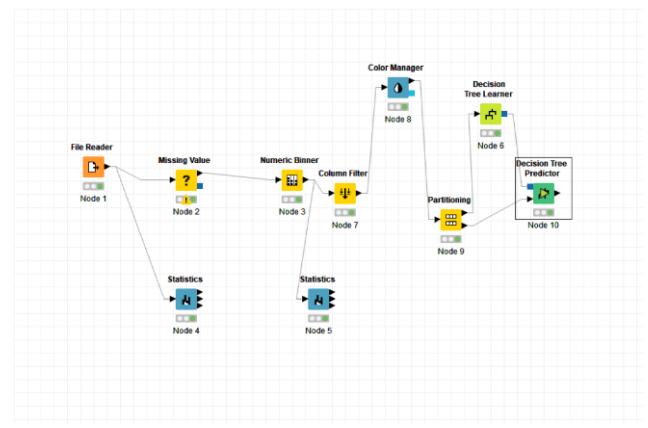 Color Manager
Node 8
Decision
Tree Learner
Node 6
File Reader
Node 1
Missing Value
?
!
Node 2
Numeric Binner
Node 3
Column Filter
Node 7
Partitioning
Node 9
Decision Tree
Predictor
Node 10
Statistics
Node 4
Statistics
Node 5